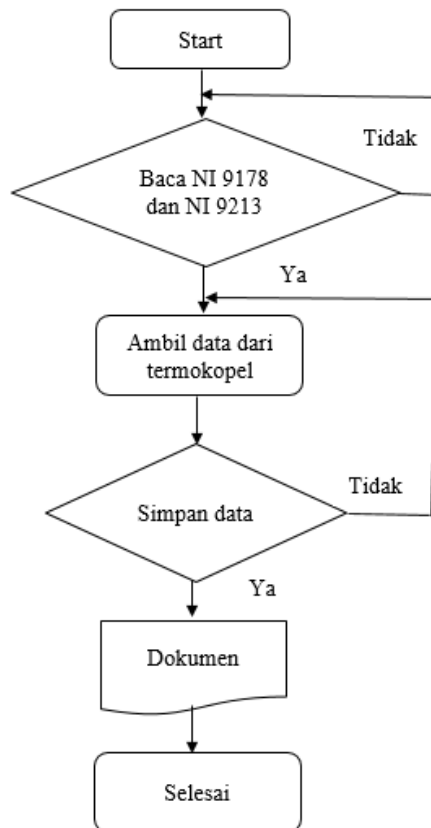 Start
Tidak
Baca NI 9178
dan NI 9213
Ya
Ambil data dari
termokopel
Tidak
Simpan data
Ya
Dokumen
Selesai